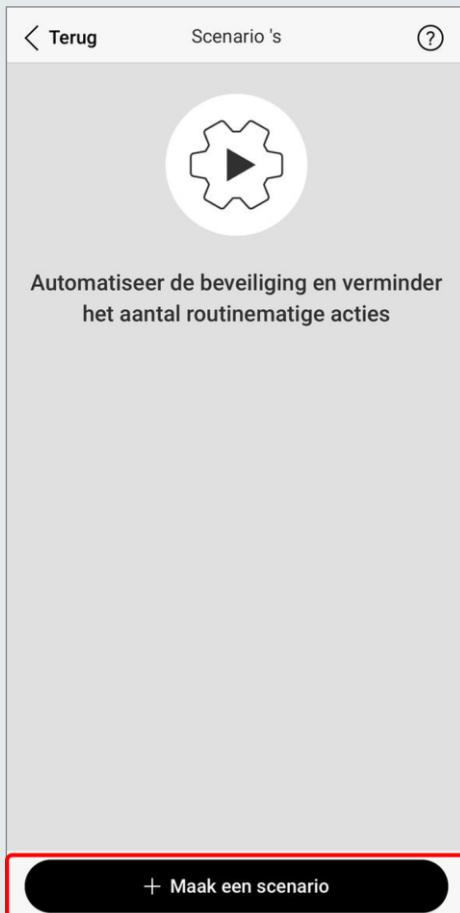 Terug
Scenario 's
?
Automatiseer de beveiliging en verminder
het aantal routinematige acties
+ Maak een scenario